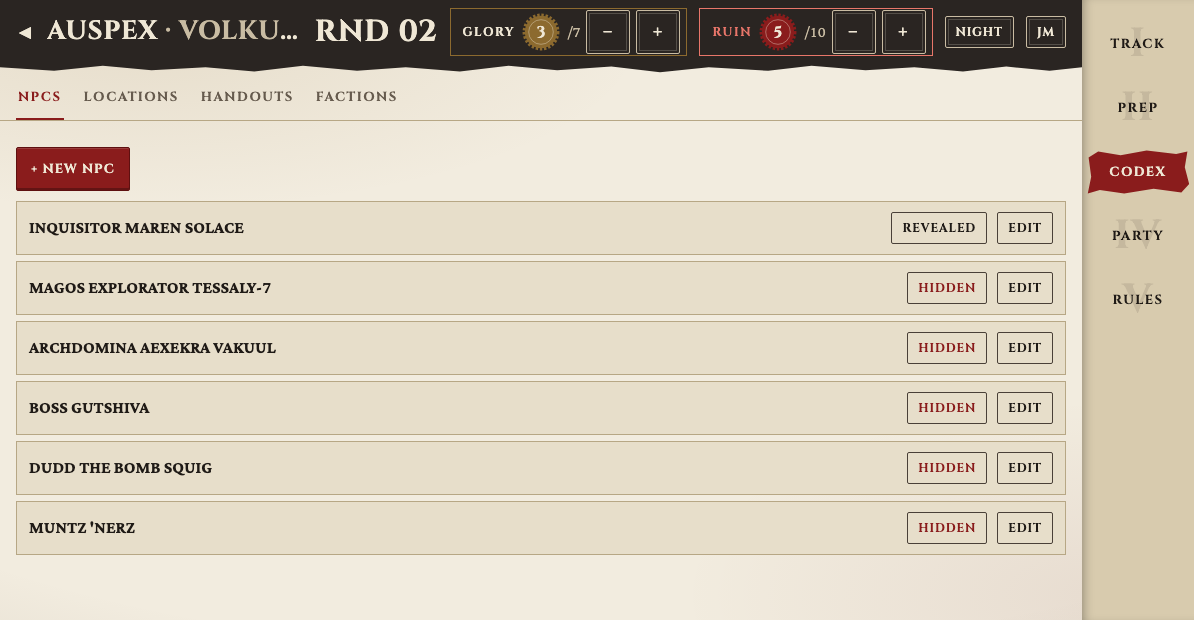 ◀ AUSPEX · VOLKU... RND 02 GLORY 3 /7 − + RUIN 5 /10 − + NIGHT JM
NPCS LOCATIONS HANDOUTS FACTIONS
+ NEW NPC
INQUISITOR MAREN SOLACE REVEALED EDIT
MAGOS EXPLORATOR TESSALY-7 HIDDEN EDIT
ARCHDOMINA AEXEKRA VAKUUL HIDDEN EDIT
BOSS GUTSHIVA HIDDEN EDIT
DUDD THE BOMB SQUIG HIDDEN EDIT
MUNTZ 'NERZ HIDDEN EDIT
I TRACK
II PREP
CODEX
IV PARTY
V RULES